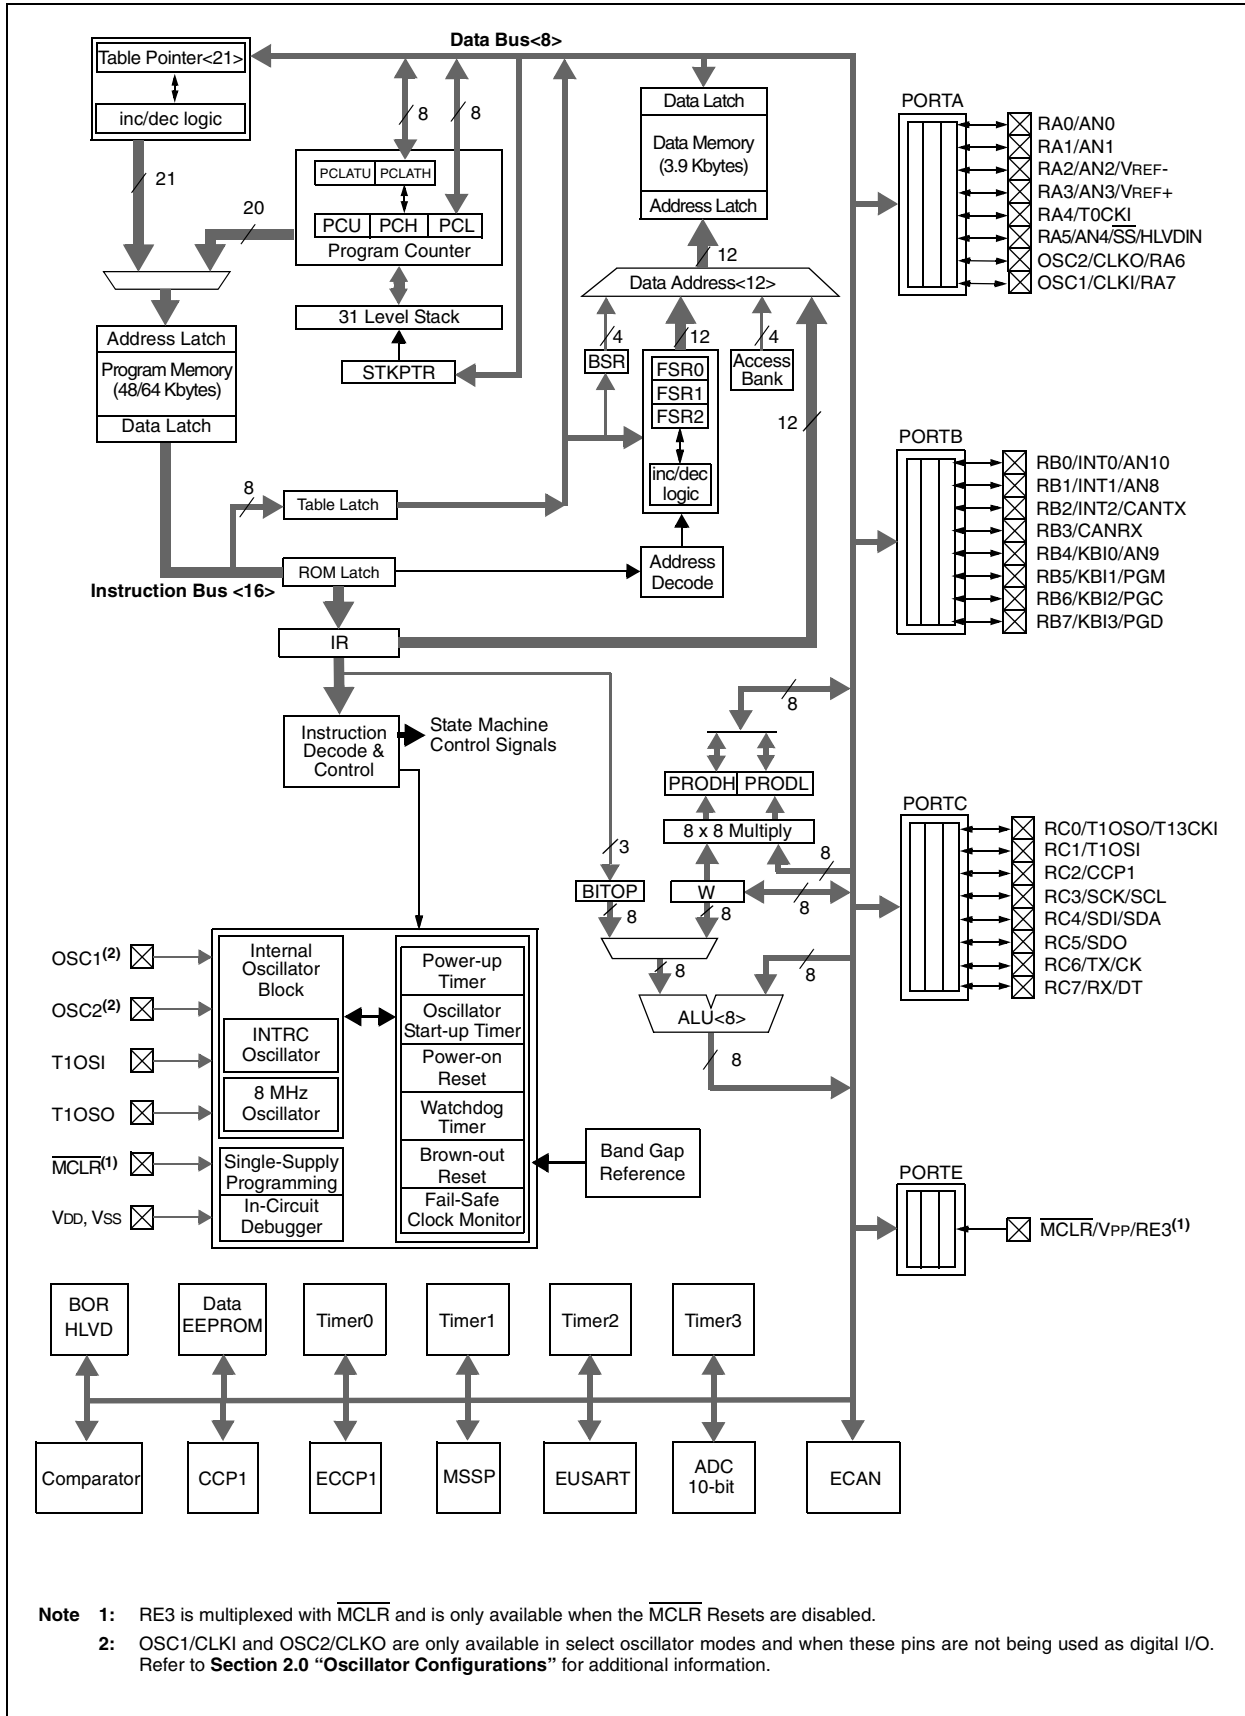 Data Bus<8>
Table Pointer<21>
inc/dec logic
21
20
8
8
PCLATU
PCLATH
PCU
PCH
PCL
Program Counter
31 Level Stack
STKPTR
Address Latch
Program Memory
(48/64 Kbytes)
Data Latch
8
Table Latch
ROM Latch
Instruction Bus <16>
IR
Data Latch
Data Memory
(3.9 Kbytes)
Address Latch
12
Data Address<12>
4
12
4
BSR
FSR0
FSR1
FSR2
inc/dec
logic
Access
Bank
12
Address
Decode
Instruction
Decode &
Control
State Machine
Control Signals
8
PRODH
PRODL
8 x 8 Multiply
3
8
BITOP
W
8
8
8
8
8
ALU<8>
8
PORTA
RA0/AN0
RA1/AN1
RA2/AN2/VREF-
RA3/AN3/VREF+
RA4/T0CKI
RA5/AN4/SS/HLVDIN
OSC2/CLKO/RA6
OSC1/CLKI/RA7
PORTB
RB0/INT0/AN10
RB1/INT1/AN8
RB2/INT2/CANTX
RB3/CANRX
RB4/KBI0/AN9
RB5/KBI1/PGM
RB6/KBI2/PGC
RB7/KBI3/PGD
PORTC
RC0/T1OSO/T13CKI
RC1/T1OSI
RC2/CCP1
RC3/SCK/SCL
RC4/SDI/SDA
RC5/SDO
RC6/TX/CK
RC7/RX/DT
PORTE
MCLR/VPP/RE3(1)
OSC1(2)
OSC2(2)
T1OSI
T1OSO
MCLR(1)
VDD, VSS
Internal
Oscillator
Block
INTRC
Oscillator
8 MHz
Oscillator
Single-Supply
Programming
In-Circuit
Debugger
Power-up
Timer
Oscillator
Start-up Timer
Power-on
Reset
Watchdog
Timer
Brown-out
Reset
Fail-Safe
Clock Monitor
Band Gap
Reference
BOR
HLVD
Data
EEPROM
Timer0
Timer1
Timer2
Timer3
Comparator
CCP1
ECCP1
MSSP
EUSART
ADC
10-bit
ECAN
Note 1: RE3 is multiplexed with MCLR and is only available when the MCLR Resets are disabled.
2: OSC1/CLKI and OSC2/CLKO are only available in select oscillator modes and when these pins are not being used as digital I/O.
Refer to Section 2.0 “Oscillator Configurations” for additional information.